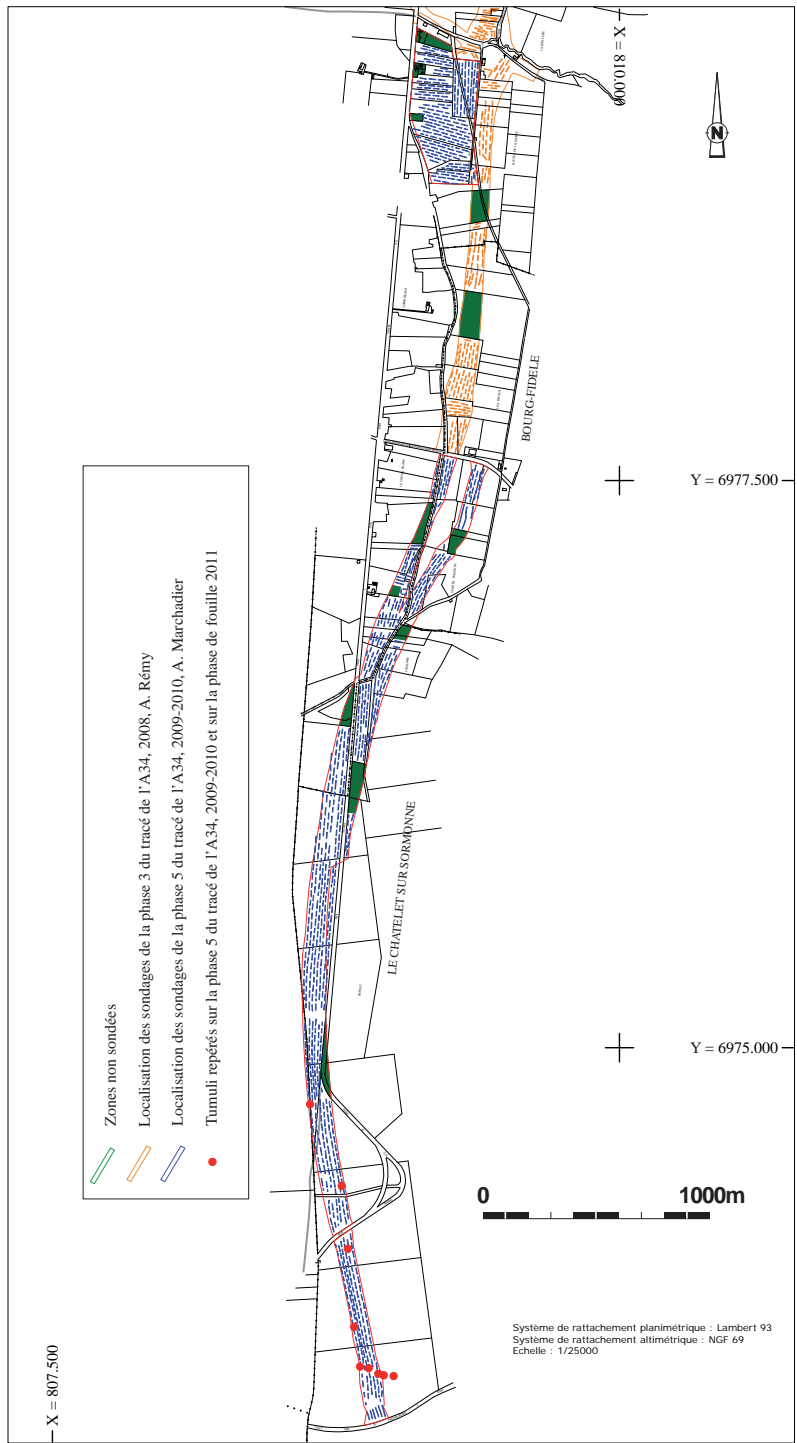 X = 810.000
N
BOURG-FIDELE
Y = 6977.500
Zones non sondées
Localisation des sondages de la phase 3 du tracé de l'A34, 2008, A. Rémy
Localisation des sondages de la phase 5 du tracé de l'A34, 2009-2010, A. Marchadier
Tumuli repérés sur la phase 5 du tracé de l'A34, 2009-2010 et sur la phase de fouille 2011
LE CHATELET SUR SORMONNE
Y = 6975.000
0 1000m
Système de rattachement planimétrique : Lambert 93
Système de rattachement altimétrique : NGF 69
Echelle : 1/25000
X = 807.500